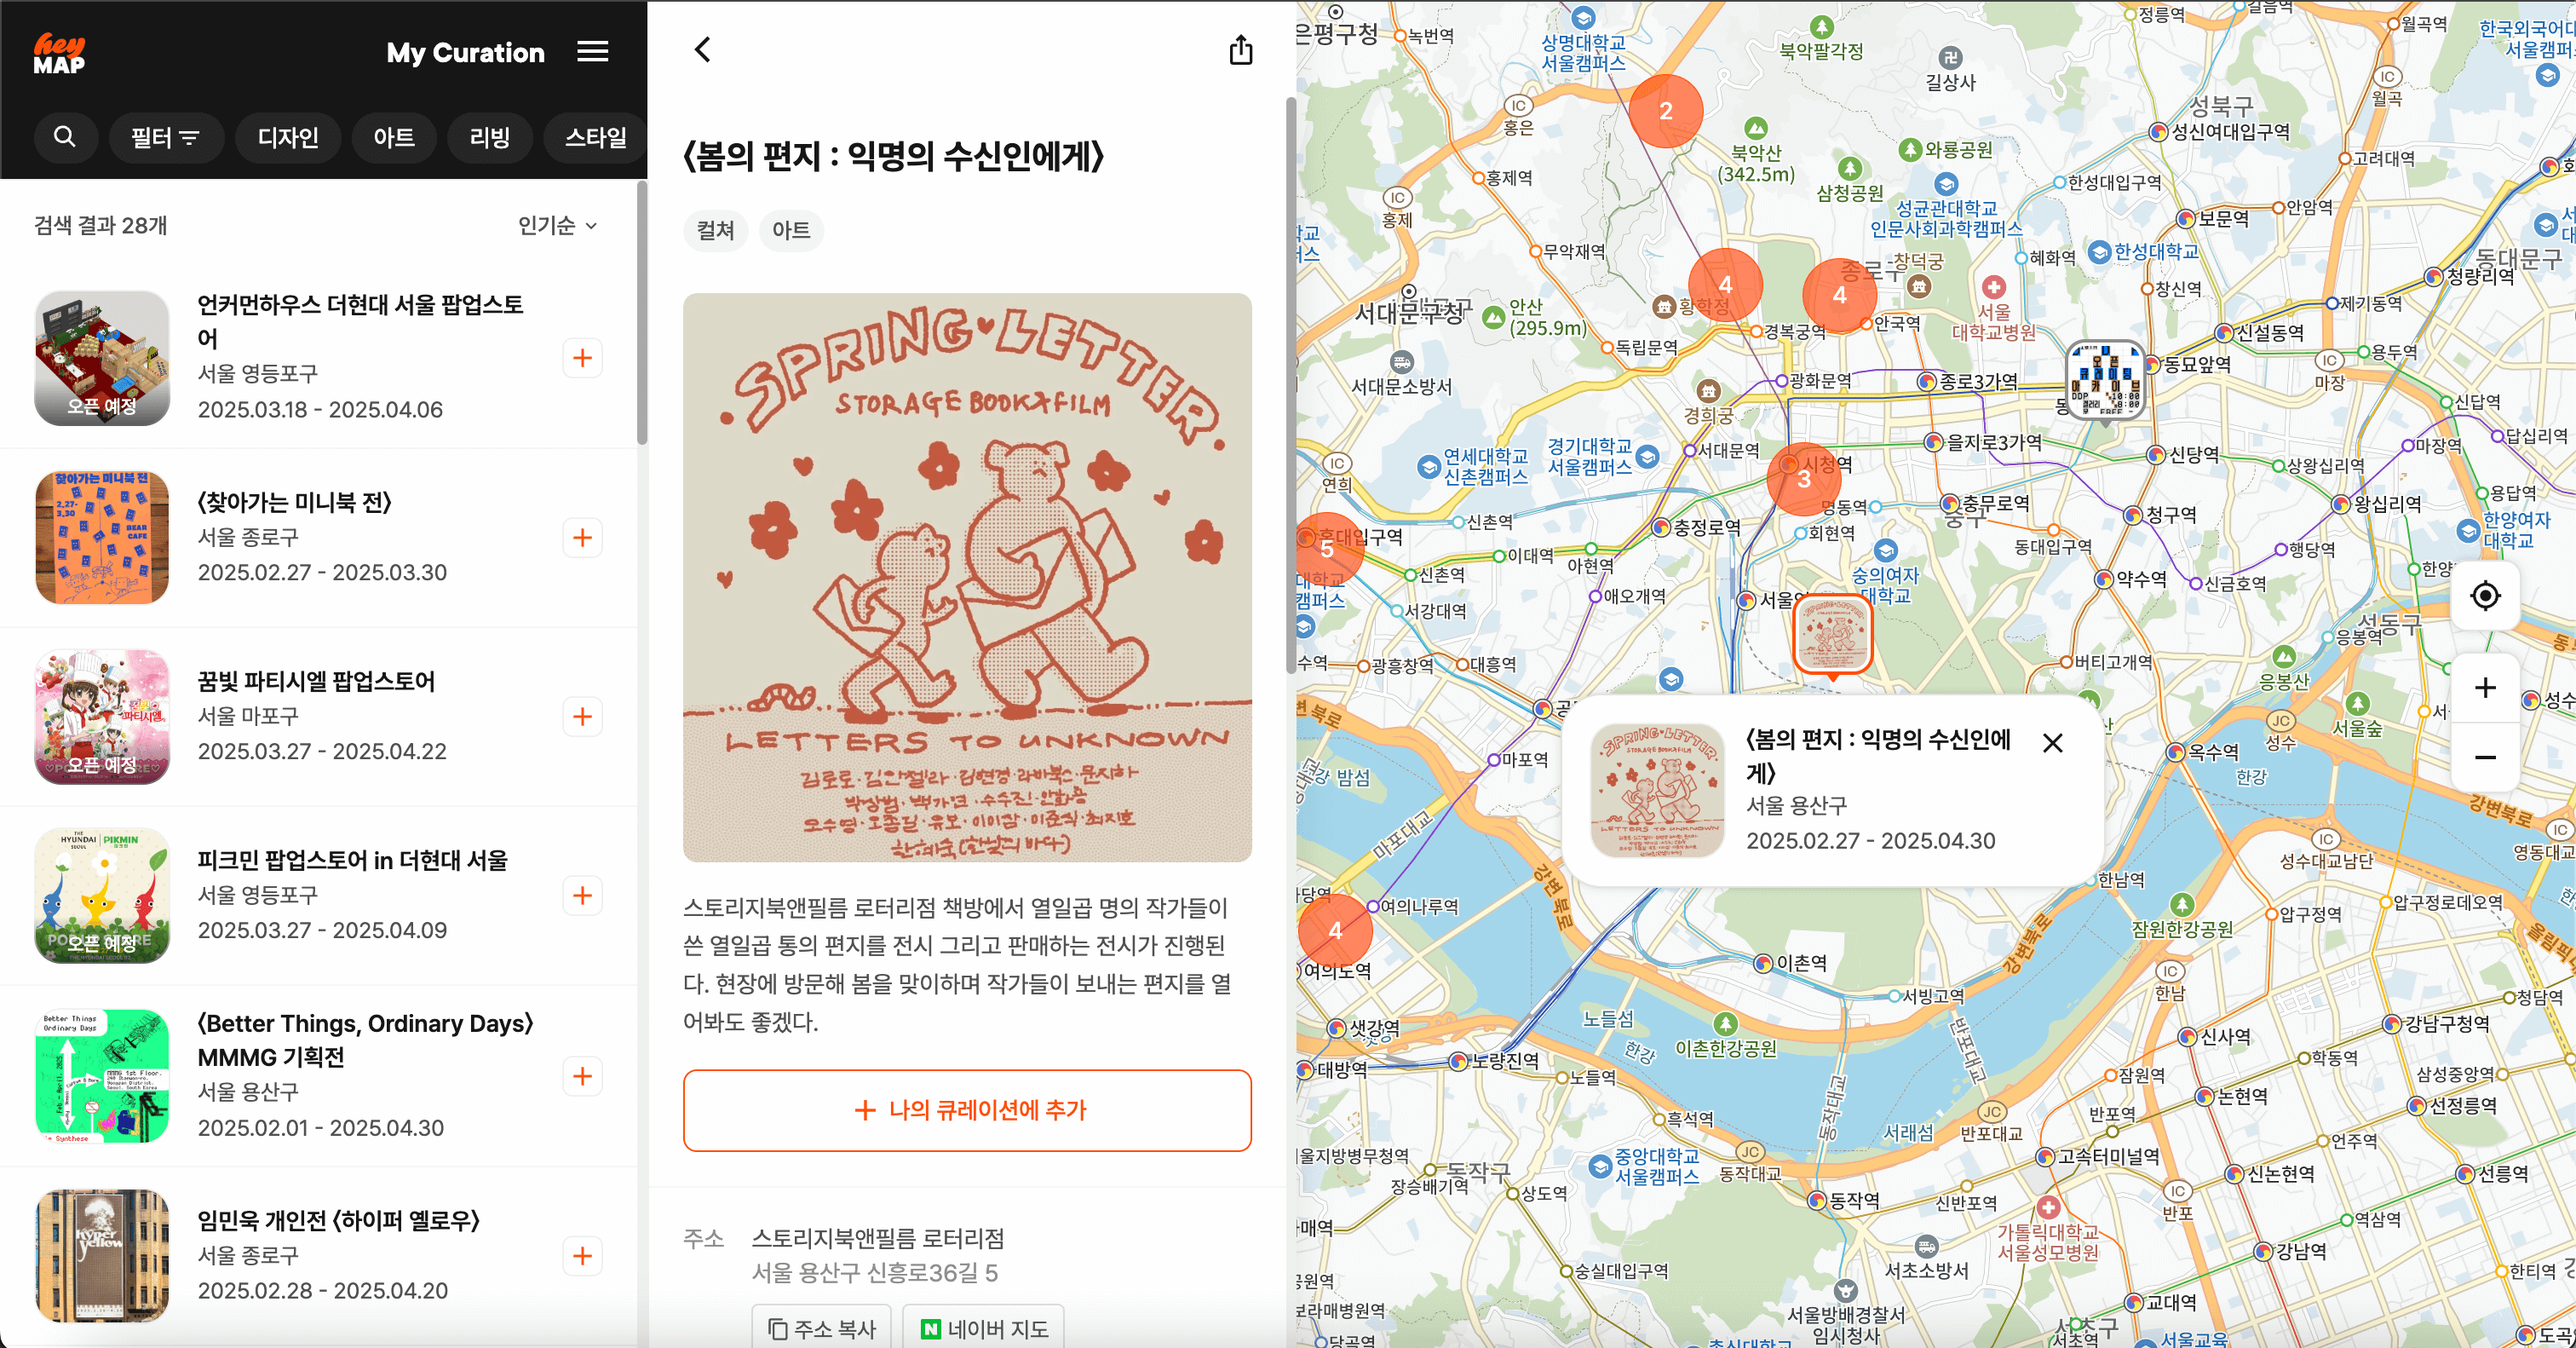 hey
MAP
My Curation
필터
디자인
아트
리빙
스타일
검색 결과 28개
인기순
언커먼하우스 더현대 서울 팝업스토
어
서울 영등포구
2025.03.18 - 2025.04.06
오픈 예정
찾아가는 미니북 전
2.27-
3.30
BEAR
CAFE
〈찾아가는 미니북 전〉
서울 종로구
2025.02.27 - 2025.03.30
꿈빛 파티시엘 팝업스토어
서울 마포구
2025.03.27 - 2025.04.22
오픈 예정
THE
HYUNDAI
SEOUL
PIKMIN
피크민 팝업스토어 in 더현대 서울
서울 영등포구
2025.03.27 - 2025.04.09
오픈 예정
Better Things
Ordinary Days
〈Better Things, Ordinary Days〉
MMMG 기획전
서울 용산구
2025.02.01 - 2025.04.30
hyper
yellow
임민욱 개인전 〈하이퍼 옐로우〉
서울 종로구
2025.02.28 - 2025.04.20
〈봄의 편지 : 익명의 수신인에게〉
컬쳐
아트
SPRING LETTER
STORAGE BOOK & FILM
LETTERS TO UNKNOWN
스토리지북앤필름 로터리점 책방에서 열일곱 명의 작가들이
쓴 열일곱 통의 편지를 전시 그리고 판매하는 전시가 진행된
다. 현장에 방문해 봄을 맞이하며 작가들이 보내는 편지를 열
어봐도 좋겠다.
+ 나의 큐레이션에 추가
주소
스토리지북앤필름 로터리점
서울 용산구 신흥로36길 5
주소 복사
N 네이버 지도
은평구청
녹번역
상명대학교
서울캠퍼스
북악팔각정
길상사
정릉역
길음역
월곡역
IC
월곡
성북구
성신여대입구역
고려대역
IC
홍은
2
북악산
(342.5m)
와룡공원
삼청공원
홍제역
IC
홍제
성균관대학교
인문사회과학캠퍼스
한성대입구역
보문역
안암역
무악재역
혜화역
한성대학교
동대문구
청량리역
창덕궁
종로구
4
4
황학정
안산
(295.9m)
서대문구청
경복궁역
안국역
서울
대학교병원
창신역
제기동역
신설동역
용두역
독립문역
서대문소방서
광화문역
종로3가역
동묘앞역
IC
마장
경희궁
신답역
답십리역
마장역
연세대학교
신촌캠퍼스
경기대학교
서울캠퍼스
서대문역
을지로3가역
신당역
상왕십리역
IC
연희
시청역
3
명동역
충무로역
중구
왕십리역
용답역
한양여자
대학교
신촌역
충정로역
회현역
동대입구역
청구역
행당역
홍대입구역
5
이대역
아현역
신촌역
숭의여자
대학교
약수역
신금호역
서강대역
애오개역
성동구
응봉역
광흥창역
대흥역
버티고개역
응봉산
서울숲
JC
성수
옥수역
한강
마포역
밤섬
마포대교
〈봄의 편지 : 익명의 수신인에
게〉
서울 용산구
2025.02.27 - 2025.04.30
강변북로
IC
성수대교남단
강변북로
한남역
여의나루역
4
여의도역
강변북로
잠원한강공원
압구정역
압구정로데오역
이촌역
IC
한남
서빙고역
청담역
샛강역
노들섬
한강
이촌한강공원
반포대교
신사역
강남구청역
대방역
노량진역
노들역
동작대교
학동역
잠원역
삼성중앙역
흑석역
서래섬
JC
반포대교
반포역
논현역
선정릉역
중앙대학교
서울캠퍼스
JC
동작대교
고속터미널역
언주역
장승배기역
동작구
상도역
동작역
신반포역
IC
반포
신논현역
선릉역
가톨릭대학교
서울성모병원
역삼역
강남역
숭실대입구역
서초소방서
한티역
보라매병원역
서울방배경찰서
임시청사
교대역
당곡역
서초구
서초역
서울교육